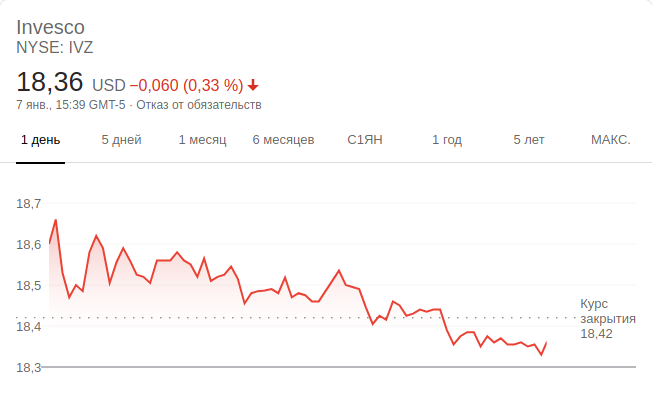 Invesco
NYSE: IVZ
18,36 USD −0,060 (0,33 %)
7 янв., 15:39 GMT-5 · Отказ от обязательств
1 день 5 дней 1 месяц 6 месяцев С1ЯН 1 год 5 лет МАКС.
18,7
18,6
18,5
18,4
18,3
Курс
закрытия
18,42